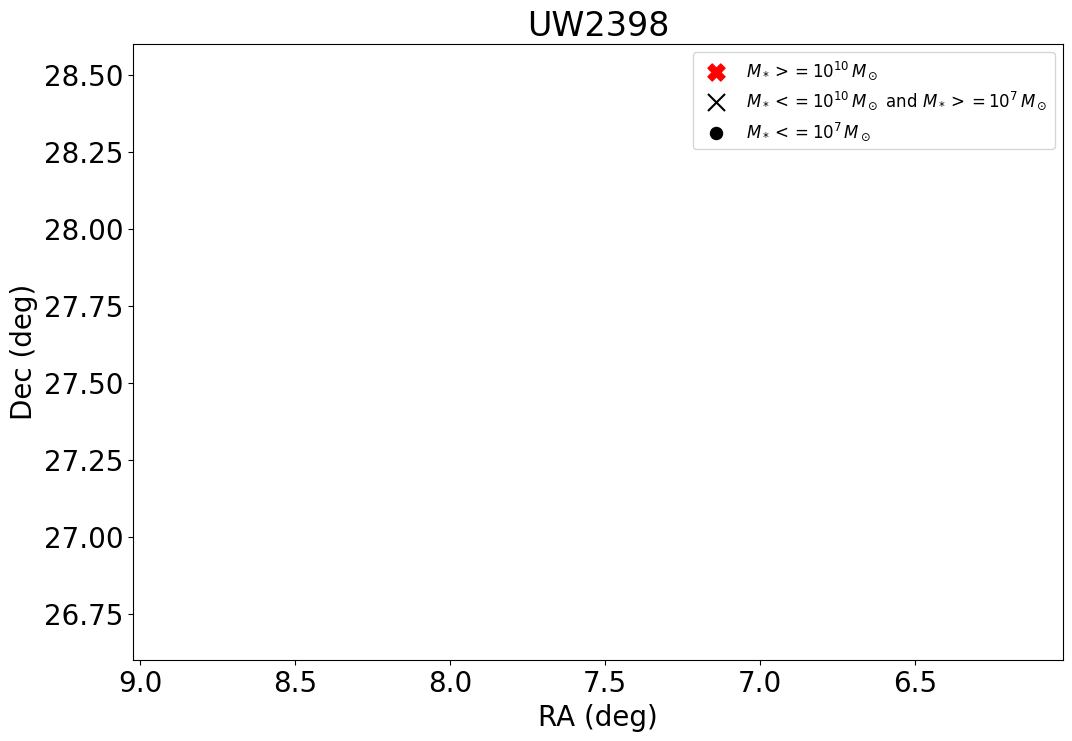 UW2398
M* >= 10^10 M⊙
M* <= 10^10 M⊙ and M* >= 10^7 M⊙
M* <= 10^7 M⊙
28.50
28.25
28.00
27.75
27.50
27.25
27.00
26.75
Dec (deg)
9.0 8.5 8.0 7.5 7.0 6.5
RA (deg)